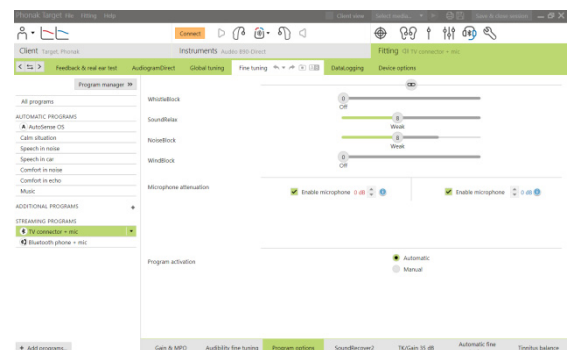 Phonak Target File Fitting Help Client view Select media... Save & close session
Connect
Client Target, Phonak Instruments Audéo B90-Direct Fitting TV connector + mic
Feedback & real ear test AudiogramDirect Global tuning Fine tuning DataLogging Device options
Program manager
All programs
AUTOMATIC PROGRAMS
A AutoSense OS
Calm situation
Speech in noise
Speech in car
Comfort in noise
Comfort in echo
Music
ADDITIONAL PROGRAMS +
STREAMING PROGRAMS
TV connector + mic
Bluetooth phone + mic
+ Add programs...
WhistleBlock 0
Off
SoundRelax 8
Weak
NoiseBlock 8
Weak
WindBlock 0
Off
Microphone attenuation Enable microphone 0 dB Enable microphone 0 dB
Program activation Automatic
Manual
Gain & MPO Audibility fine tuning Program options SoundRecover2 TK/Gain 35 dB Automatic fine Tinnitus balance